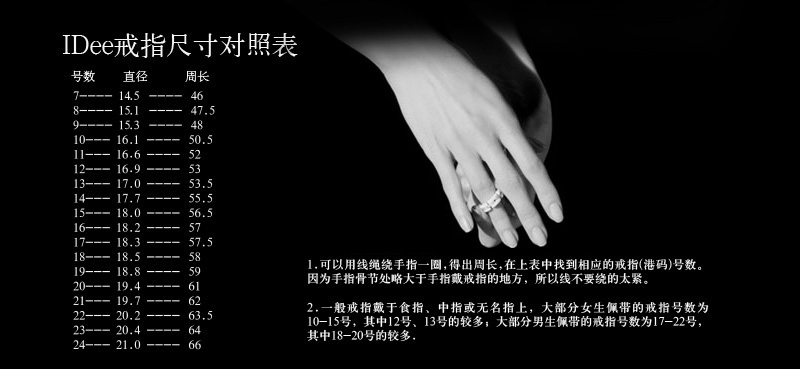 IDee戒指尺寸对照表
号数 直径 周长
7---- 14.5 ---- 46
8---- 15.1 ---- 47.5
9---- 15.3 ---- 48
10--- 16.1 ---- 50.5
11--- 16.6 ---- 52
12--- 16.9 ---- 53
13--- 17.0 ---- 53.5
14--- 17.7 ---- 55.5
15--- 18.0 ---- 56.5
16--- 18.2 ---- 57
17--- 18.3 ---- 57.5
18--- 18.5 ---- 58
19--- 18.8 ---- 59
20--- 19.4 ---- 61
21--- 19.7 ---- 62
22--- 20.2 ---- 63.5
23--- 20.4 ---- 64
24--- 21.0 ---- 66
1.可以用线绳绕手指一圈,得出周长,在上表中找到相应的戒指(港码)号数。
因为手指骨节处略大于手指戴戒指的地方，所以线不要绕的太紧。
2.一般戒指戴于食指、中指或无名指上，大部分女生佩带的戒指号数为
10-15号，其中12号、13号的较多；大部分男生佩带的戒指号数为17-22号，
其中18-20号的较多.